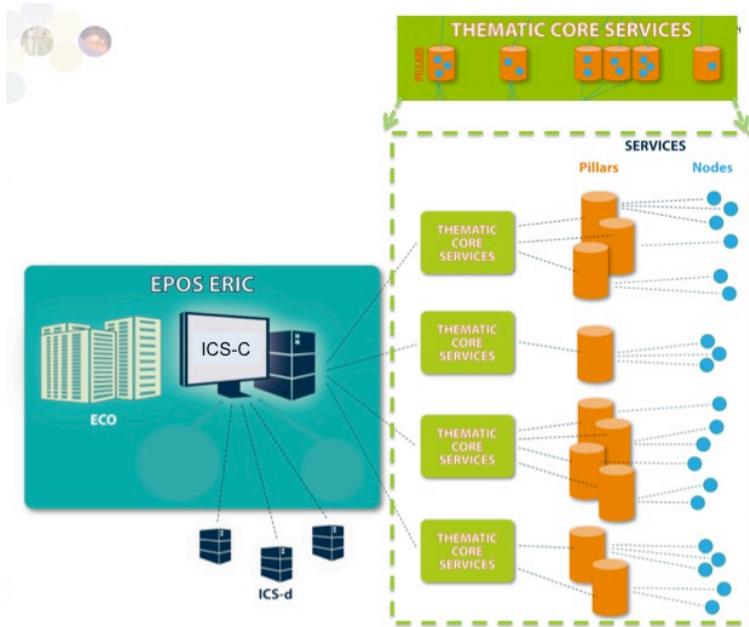 THEMATIC CORE SERVICES
PILLARS
SERVICES
Pillars
Nodes
THEMATIC
CORE
SERVICES
EPOS ERIC
ICS-C
ECO
THEMATIC
CORE
SERVICES
THEMATIC
CORE
SERVICES
THEMATIC
CORE
SERVICES
ICS-d